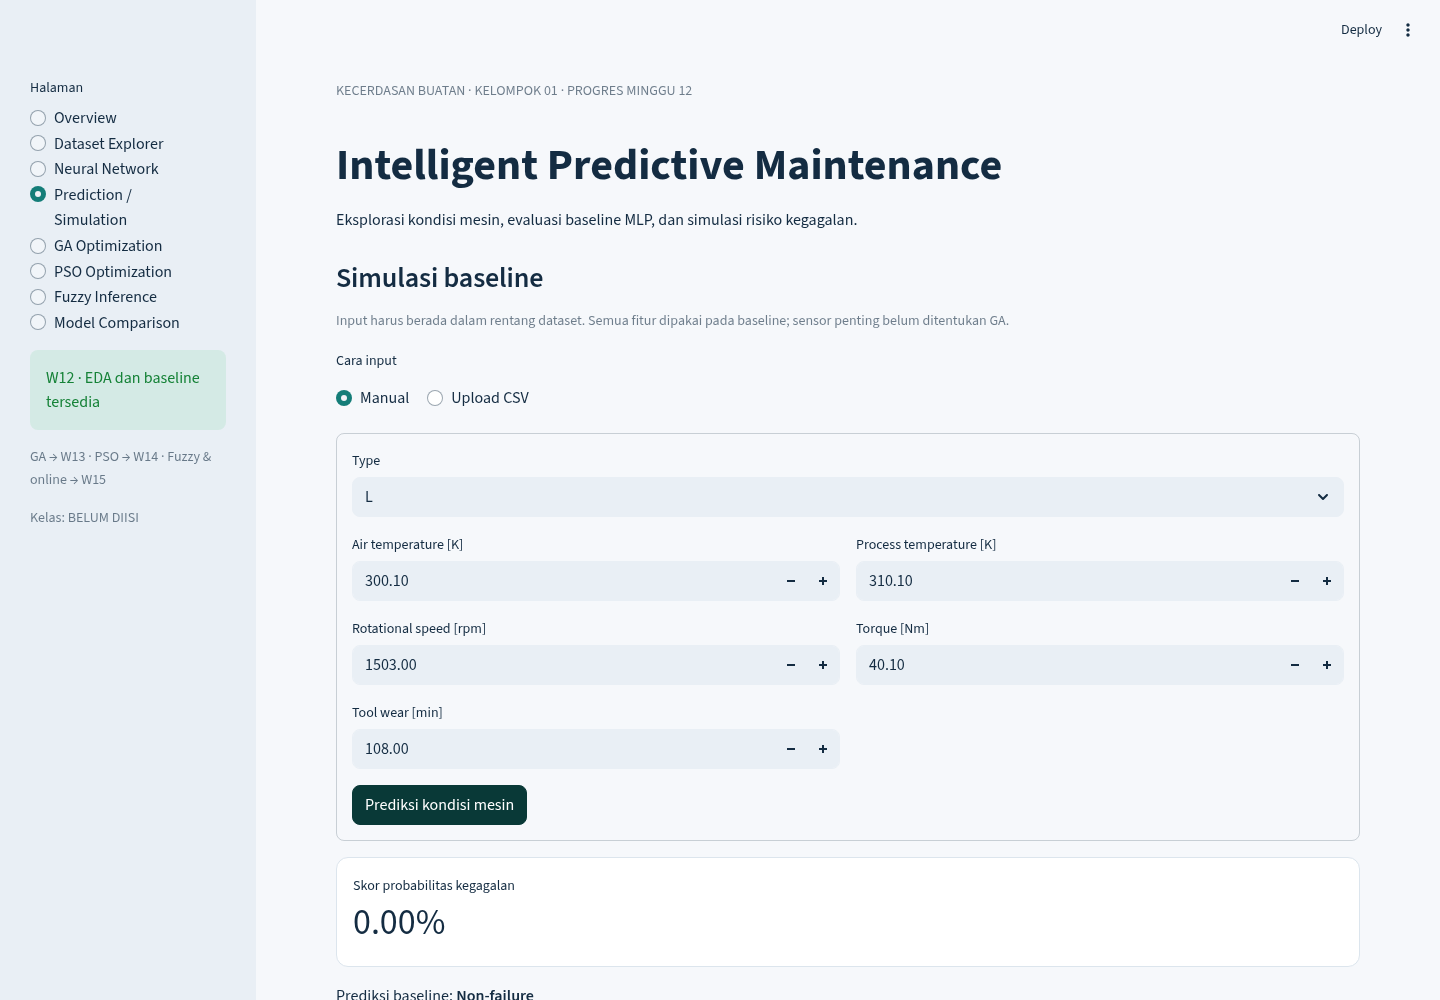 Deploy
Halaman
Overview
Dataset Explorer
Neural Network
Prediction /
Simulation
GA Optimization
PSO Optimization
Fuzzy Inference
Model Comparison
W12 · EDA dan baseline
tersedia
GA → W13 · PSO → W14 · Fuzzy &
online → W15
Kelas: BELUM DIISI
KECERDASAN BUATAN · KELOMPOK 01 · PROGRES MINGGU 12
Intelligent Predictive Maintenance
Eksplorasi kondisi mesin, evaluasi baseline MLP, dan simulasi risiko kegagalan.
Simulasi baseline
Input harus berada dalam rentang dataset. Semua fitur dipakai pada baseline; sensor penting belum ditentukan GA.
Cara input
Manual
Upload CSV
Type
L
Air temperature [K]
Process temperature [K]
300.10
310.10
Rotational speed [rpm]
Torque [Nm]
1503.00
40.10
Tool wear [min]
108.00
Prediksi kondisi mesin
Skor probabilitas kegagalan
0.00%
Prediksi baseline: Non-failure